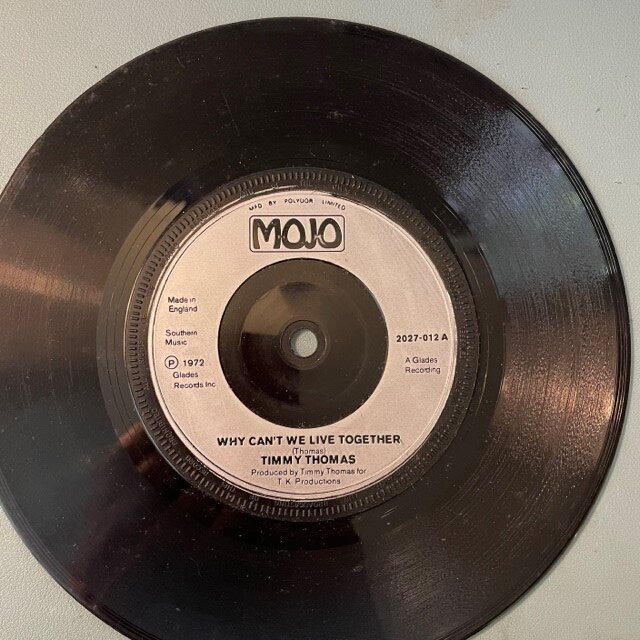 MFD BY POLYDOR LIMITED
MOJO
Made in
England
Southern
Music
℗ 1972
Glades
Records Inc
2027-012 A
A Glades
Recording
WHY CAN'T WE LIVE TOGETHER
(Thomas)
TIMMY THOMAS
Produced by Timmy Thomas for
T. K. Productions